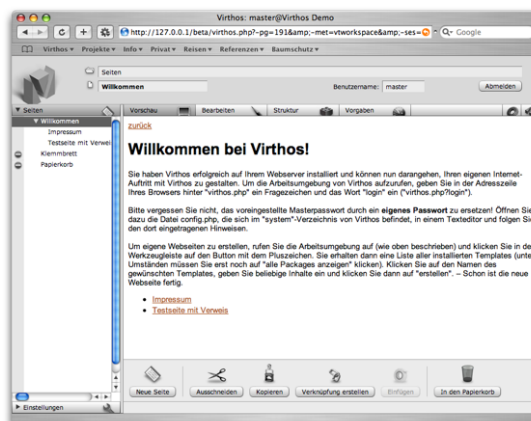 Virthos: master@Virthos Demo
http://127.0.0.1/beta/virthos.php?-pg=191&amp;-met=vtworkspace&amp;-ses=
Google
Virthos Projekte Info Privat Reisen Referenzen Baumschutz
Seiten
Willkommen Benutzername: master Abmelden
Seiten Vorschau Bearbeiten Struktur Vorgaben
Willkommen
Impressum
Testseite mit Verwei
Klemmbrett
Papierkorb
zurück
Willkommen bei Virthos!
Sie haben Virthos erfolgreich auf Ihrem Webserver installiert und können nun darangehen, Ihren eigenen Internet-
Auftritt mit Virthos zu gestalten. Um die Arbeitsumgebung von Virthos aufzurufen, geben Sie in der Adresszeile
Ihres Browsers hinter "virthos.php" ein Fragezeichen und das Wort "login" ein ("virthos.php?login").
Bitte vergessen Sie nicht, das voreingestellte Masterpasswort durch ein eigenes Passwort zu ersetzen! Öffnen Sie
dazu die Datei config.php, die sich im "system"-Verzeichnis von Virthos befindet, in einem Texteditor und folgen Sie
den dort eingetragenen Hinweisen.
Um eigene Webseiten zu erstellen, rufen Sie die Arbeitsumgebung auf (wie oben beschrieben) und klicken Sie in de
Werkzeugleiste auf den Button mit dem Pluszeichen. Sie erhalten dann eine Liste aller installierten Templates (unte
Umständen müssen Sie erst noch auf "alle Packages anzeigen" klicken). Klicken Sie auf den Namen des
gewünschten Templates, geben Sie beliebige Inhalte ein und klicken Sie dann auf "erstellen". – Schon ist die neue
Webseite fertig.
Impressum
Testseite mit Verweis
Neue Seite Ausschneiden Kopieren Verknüpfung erstellen Einfügen In den Papierkorb
Einstellungen